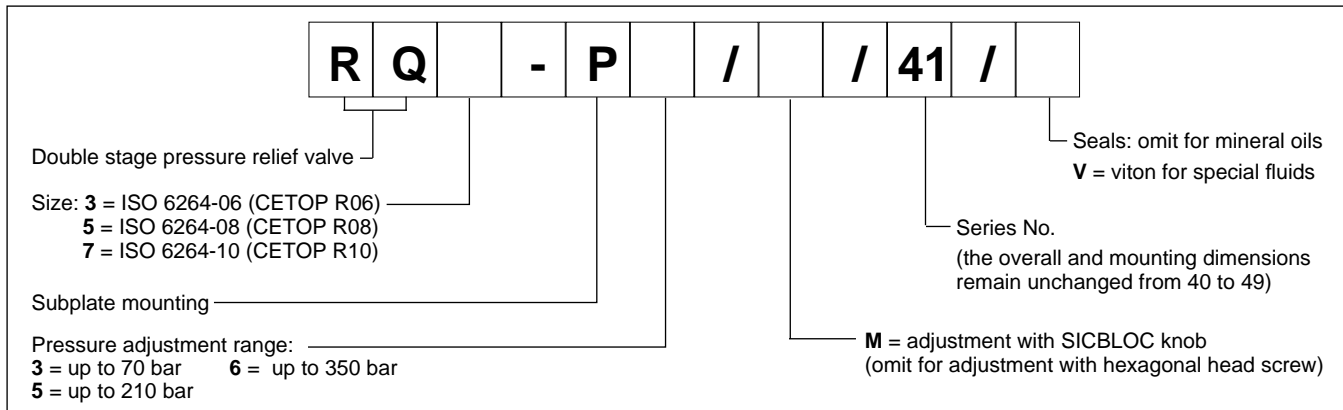 R Q - P / / 41 /
Double stage pressure relief valve
Size: 3 = ISO 6264-06 (CETOP R06)
5 = ISO 6264-08 (CETOP R08)
7 = ISO 6264-10 (CETOP R10)
Subplate mounting
Pressure adjustment range:
3 = up to 70 bar 6 = up to 350 bar
5 = up to 210 bar
Seals: omit for mineral oils
V = viton for special fluids
Series No.
(the overall and mounting dimensions
remain unchanged from 40 to 49)
M = adjustment with SICBLOC knob
(omit for adjustment with hexagonal head screw)